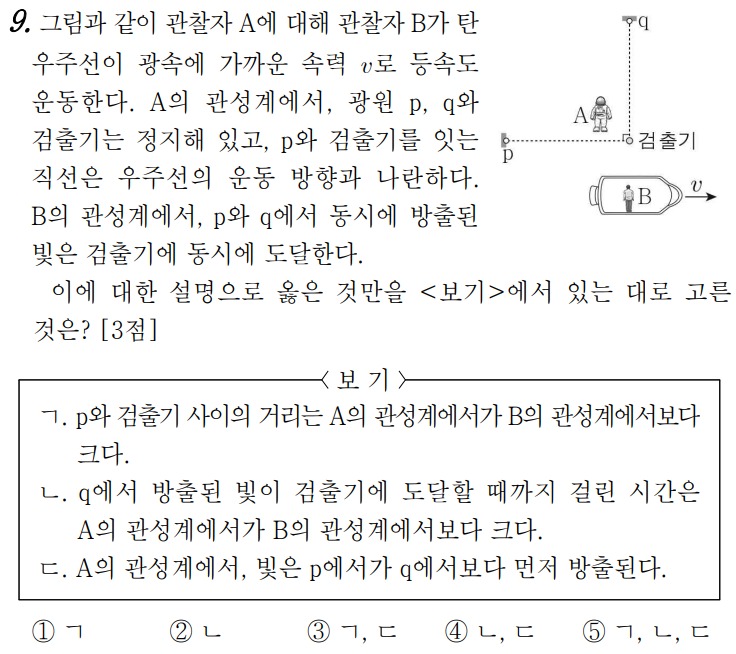 9. 그림과 같이 관찰자 A에 대해 관찰자 B가 탄
우주선이 광속에 가까운 속력 v로 등속도
운동한다. A의 관성계에서, 광원 p, q와
검출기는 정지해 있고, p와 검출기를 잇는
직선은 우주선의 운동 방향과 나란하다.
B의 관성계에서, p와 q에서 동시에 방출된
빛은 검출기에 동시에 도달한다.
q
A
p
검출기
B
v
이에 대한 설명으로 옳은 것만을 <보기>에서 있는 대로 고른
것은? [3점]
〈 보 기 〉
ㄱ. p와 검출기 사이의 거리는 A의 관성계에서가 B의 관성계에서보다
크다.
ㄴ. q에서 방출된 빛이 검출기에 도달할 때까지 걸린 시간은
A의 관성계에서가 B의 관성계에서보다 크다.
ㄷ. A의 관성계에서, 빛은 p에서가 q에서보다 먼저 방출된다.
① ㄱ ② ㄴ ③ ㄱ, ㄷ ④ ㄴ, ㄷ ⑤ ㄱ, ㄴ, ㄷ